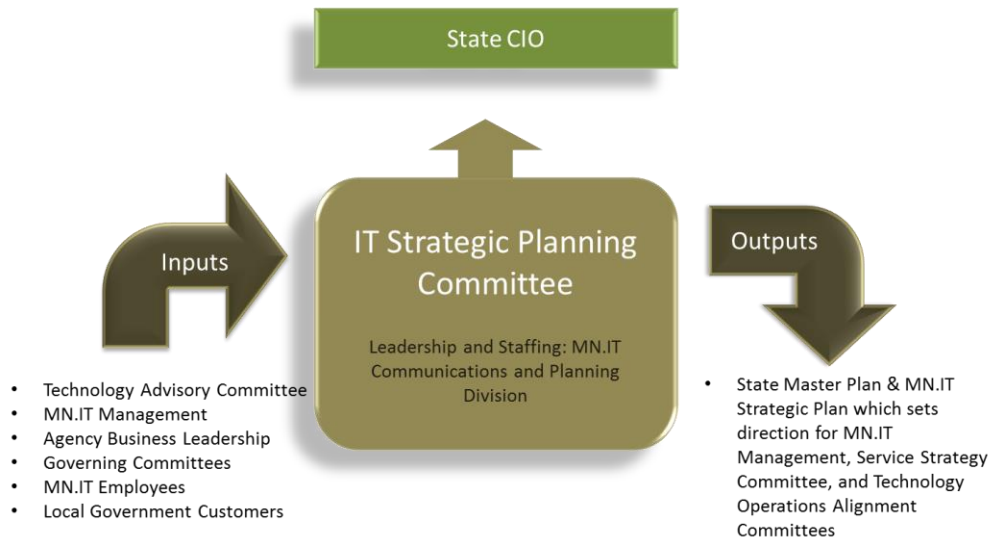 State CIO
Inputs
IT Strategic Planning
Committee
Leadership and Staffing: MN.IT
Communications and Planning
Division
Outputs
• Technology Advisory Committee
• MN.IT Management
• Agency Business Leadership
• Governing Committees
• MN.IT Employees
• Local Government Customers
• State Master Plan & MN.IT
Strategic Plan which sets
direction for MN.IT
Management, Service Strategy
Committee, and Technology
Operations Alignment
Committees